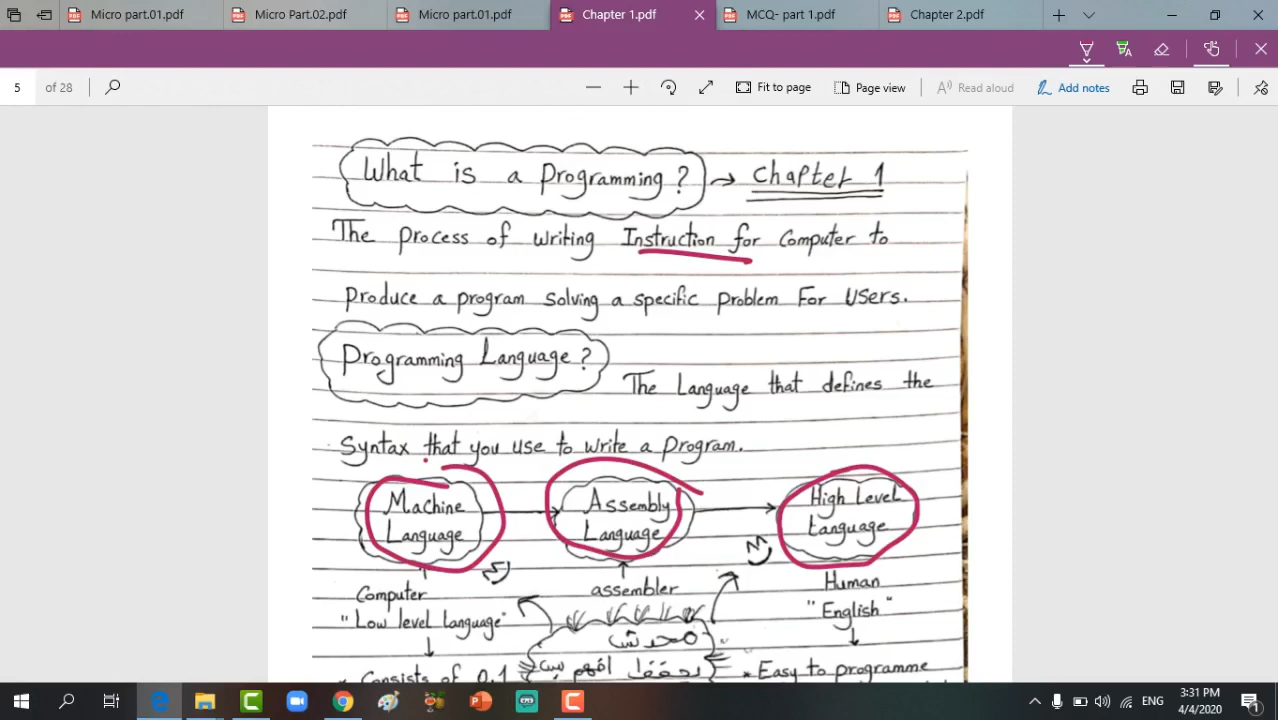 Micro part.01.pdf
Micro Part.02.pdf
Micro part.01.pdf
Chapter 1.pdf
MCQ- part 1.pdf
Chapter 2.pdf
5 of 28
Fit to page
Page view
Read aloud
Add notes
What is a Programming? → Chapter 1
The Process of Writing Instruction for Computer to
Produce a program solving a specific Problem For Users.
Programming Language?
The Language that defines the
Syntax that you use to write a program.
Machine Language
Assembly Language
High Level Language
Computer
"Low level language"
assembler
Human
"English"
Consists of 0,1
* Easy to programme
ENG
3:31 PM
4/4/2020